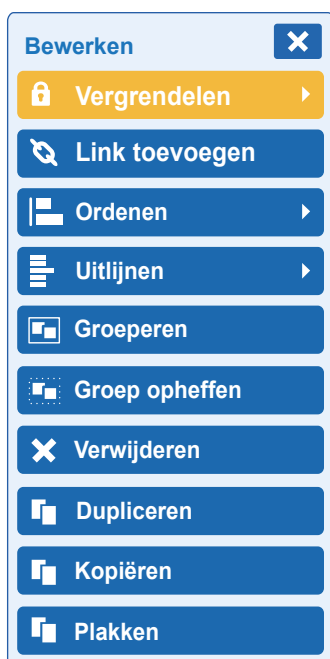 Bewerken
Vergrendelen
Link toevoegen
Ordenen
Uitlijnen
Groeperen
Groep opheffen
Verwijderen
Dupliceren
Kopiëren
Plakken